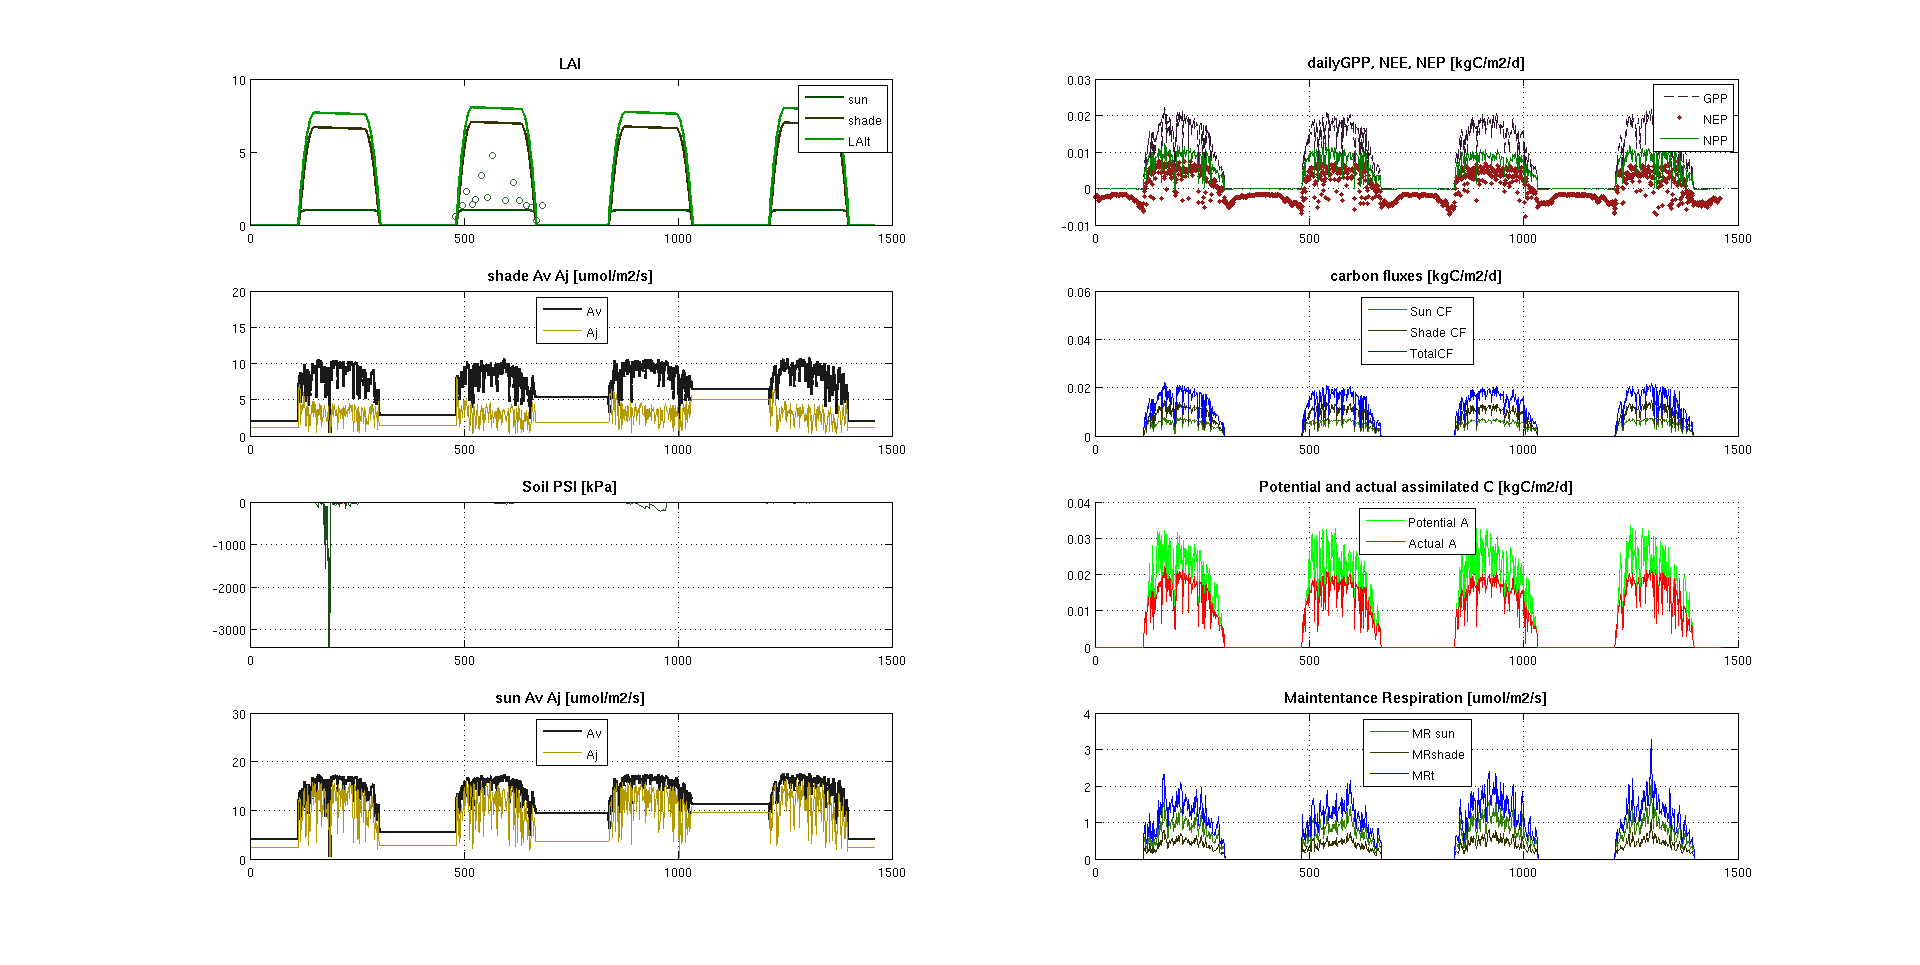 LAI
10
5
0
0
500
1000
1500
sun
shade
LAIt
dailyGPP, NEE, NEP [kgC/m2/d]
0.03
0.02
0.01
0
-0.01
0
500
1000
1500
GPP
NEP
NPP
shade Av Aj [umol/m2/s]
20
15
10
5
0
0
500
1000
1500
Av
Aj
carbon fluxes [kgC/m2/d]
0.06
0.04
0.02
0
0
500
1000
1500
Sun CF
Shade CF
TotalCF
Soil PSI [kPa]
0
-1000
-2000
-3000
0
500
1000
1500
Potential and actual assimilated C [kgC/m2/d]
0.04
0.03
0.02
0.01
0
0
500
1000
1500
Potential A
Actual A
sun Av Aj [umol/m2/s]
30
20
10
0
0
500
1000
1500
Av
Aj
Maintentance Respiration [umol/m2/s]
4
3
2
1
0
0
500
1000
1500
MR sun
MRshade
MRt